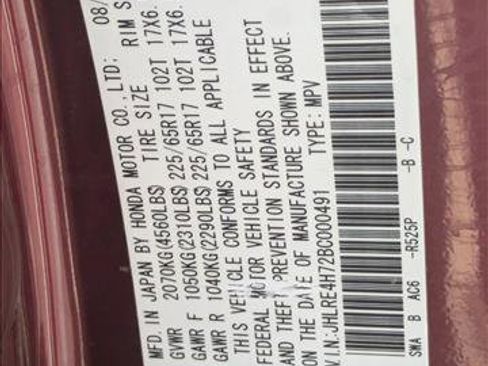 MFD. IN JAPAN BY HONDA MOTOR CO., LTD; 08/
GVWR 2070KG(4560LBS) TIRE SIZE RIM S
GAWR F 1050KG(2310LBS) 225/65R17 102T 17X6.
GAWR R 1040KG(2290LBS) 225/65R17 102T 17X6.
THIS VEHICLE CONFORMS TO ALL APPLICABLE
FEDERAL MOTOR VEHICLE SAFETY
AND THEFT PREVENTION STANDARDS IN EFFECT
ON THE DATE OF MANUFACTURE SHOWN ABOVE.
V.I.N:JHLRE4H72BC000491 TYPE: MPV
SWA B AC6 -R525P -B -C